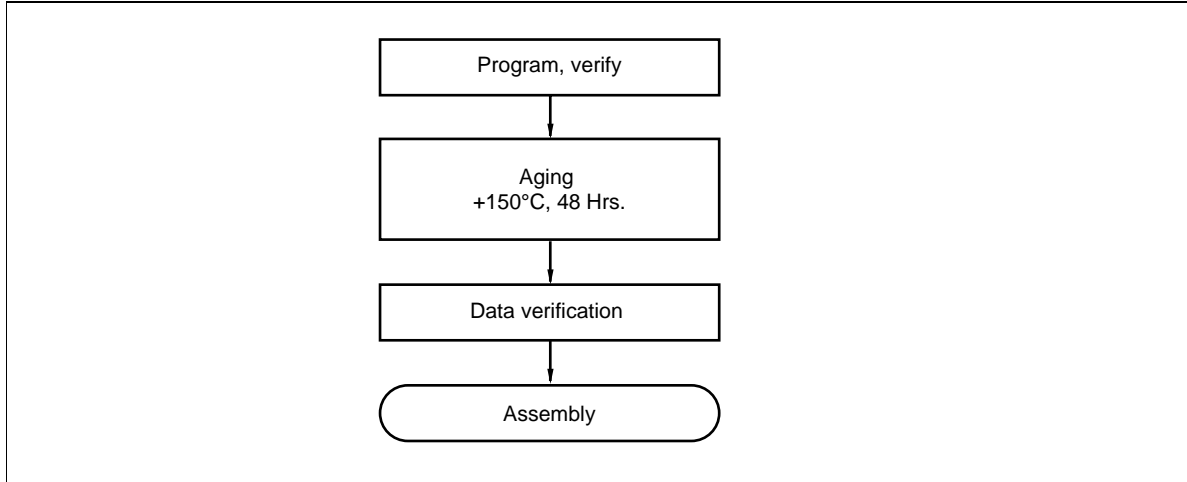 Program, verify
Aging
+150°C, 48 Hrs.
Data verification
Assembly